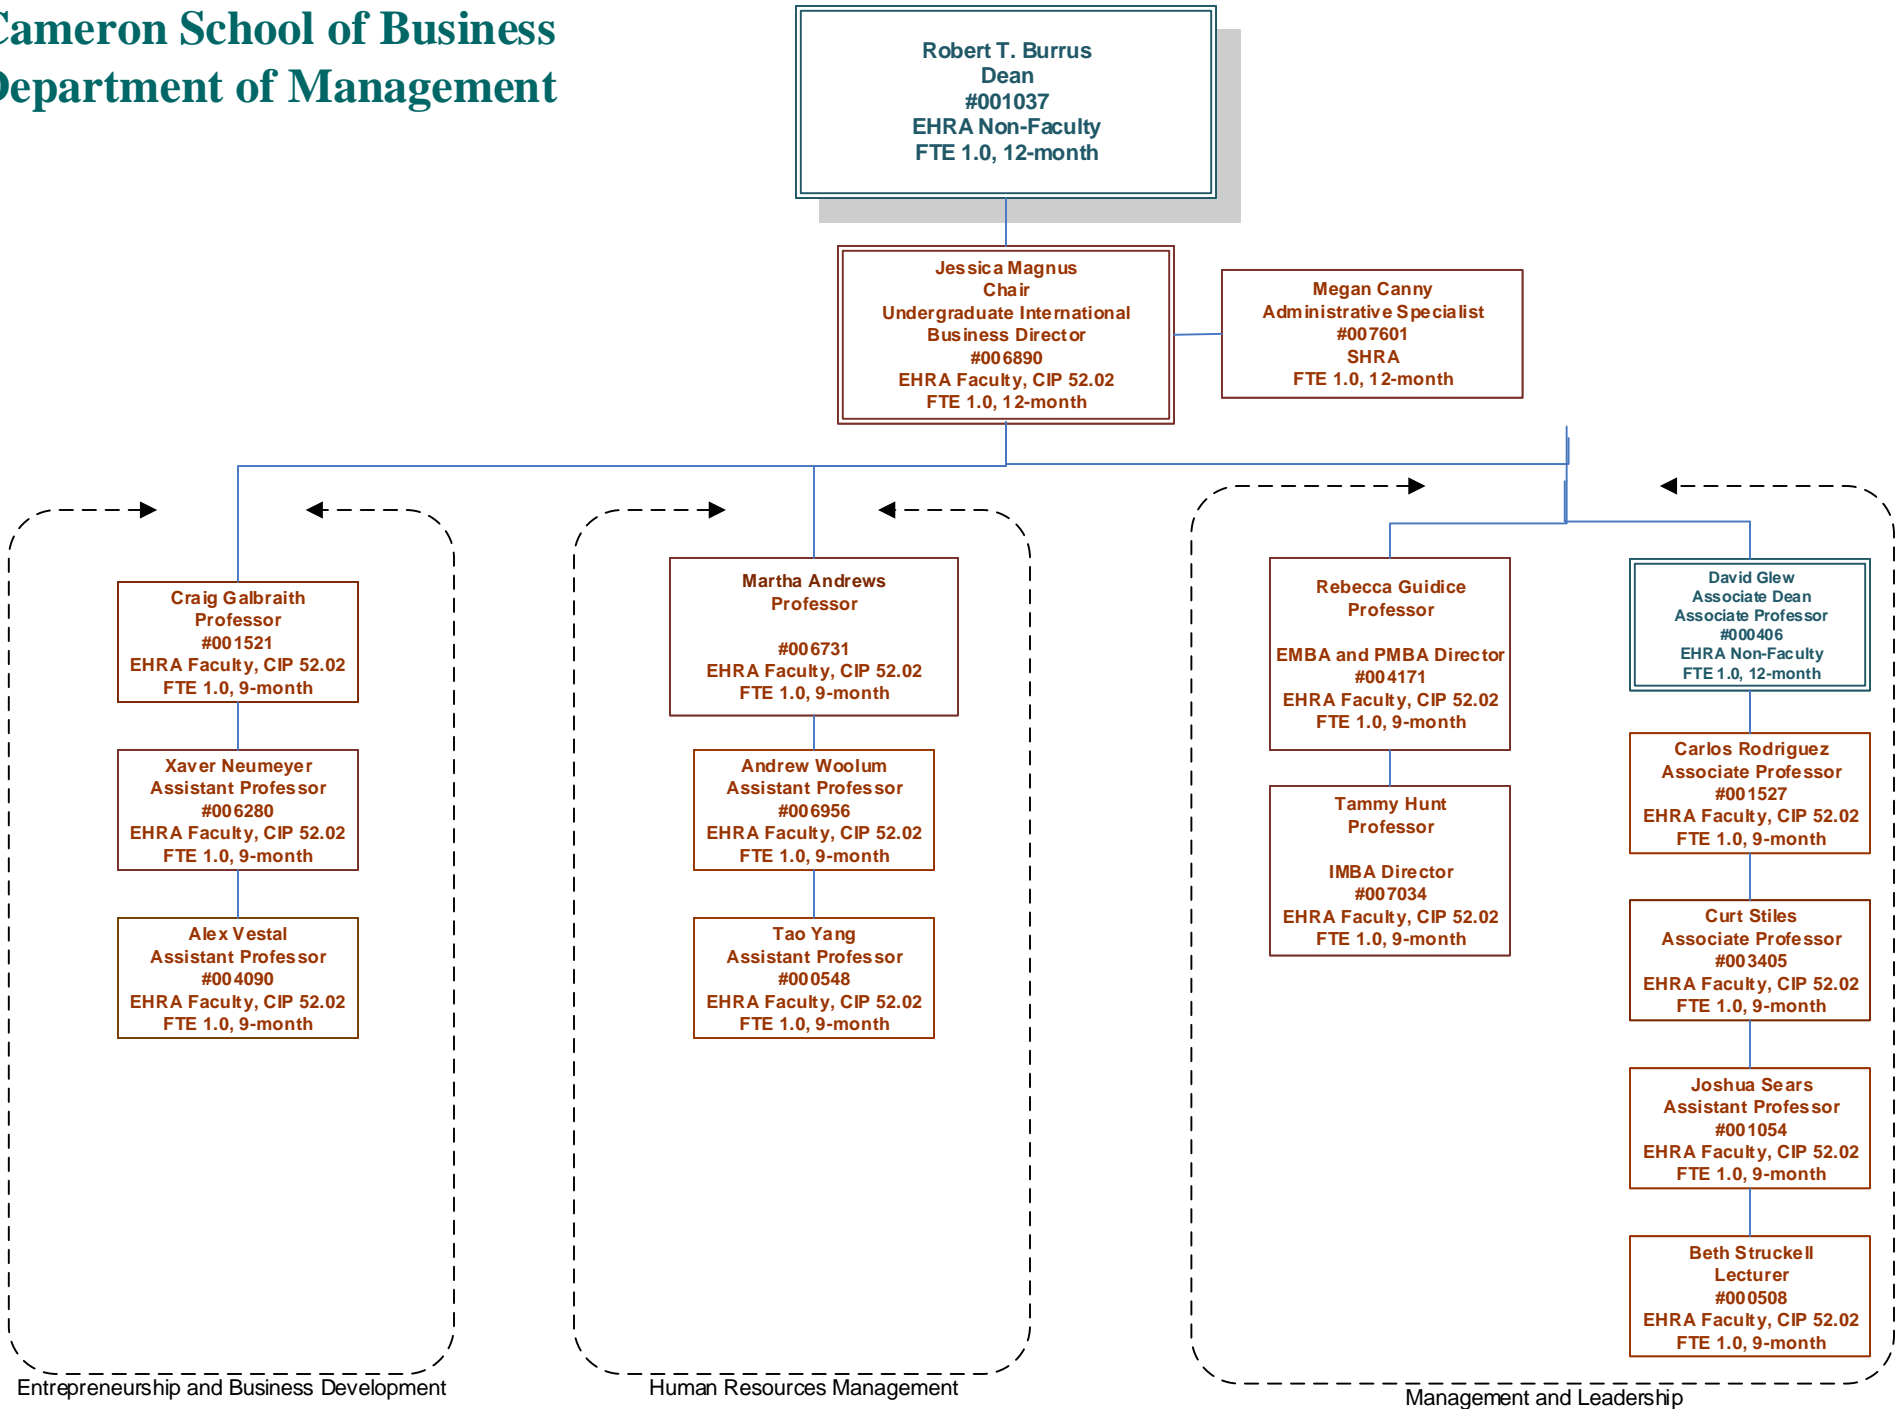 Cameron School of Business
Department of Management
Robert T. Burrus
Dean
#001037
EHRA Non-Faculty
FTE 1.0, 12-month
Jessica Magnus
Chair
Undergraduate International
Business Director
#006890
EHRA Faculty, CIP 52.02
FTE 1.0, 12-month
Megan Canny
Administrative Specialist
#007601
SHRA
FTE 1.0, 12-month
Craig Galbraith
Professor
#001521
EHRA Faculty, CIP 52.02
FTE 1.0, 9-month
Xaver Neumeyer
Assistant Professor
#006280
EHRA Faculty, CIP 52.02
FTE 1.0, 9-month
Alex Vestal
Assistant Professor
#004090
EHRA Faculty, CIP 52.02
FTE 1.0, 9-month
Entrepreneurship and Business Development
Martha Andrews
Professor
#006731
EHRA Faculty, CIP 52.02
FTE 1.0, 9-month
Andrew Woolum
Assistant Professor
#006956
EHRA Faculty, CIP 52.02
FTE 1.0, 9-month
Tao Yang
Assistant Professor
#000548
EHRA Faculty, CIP 52.02
FTE 1.0, 9-month
Human Resources Management
Rebecca Guidice
Professor
EMBA and PMBA Director
#004171
EHRA Faculty, CIP 52.02
FTE 1.0, 9-month
Tammy Hunt
Professor
IMBA Director
#007034
EHRA Faculty, CIP 52.02
FTE 1.0, 9-month
David Glew
Associate Dean
Associate Professor
#000406
EHRA Non-Faculty
FTE 1.0, 12-month
Carlos Rodriguez
Associate Professor
#001527
EHRA Faculty, CIP 52.02
FTE 1.0, 9-month
Curt Stiles
Associate Professor
#003405
EHRA Faculty, CIP 52.02
FTE 1.0, 9-month
Joshua Sears
Assistant Professor
#001054
EHRA Faculty, CIP 52.02
FTE 1.0, 9-month
Beth Struckell
Lecturer
#000508
EHRA Faculty, CIP 52.02
FTE 1.0, 9-month
Management and Leadership